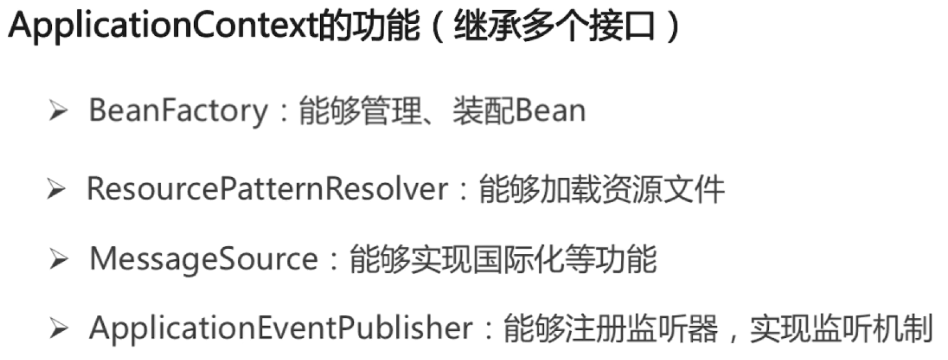 ApplicationContext的功能（继承多个接口）
➢ BeanFactory：能够管理、装配Bean
➢ ResourcePatternResolver：能够加载资源文件
➢ MessageSource：能够实现国际化等功能
➢ ApplicationEventPublisher：能够注册监听器，实现监听机制